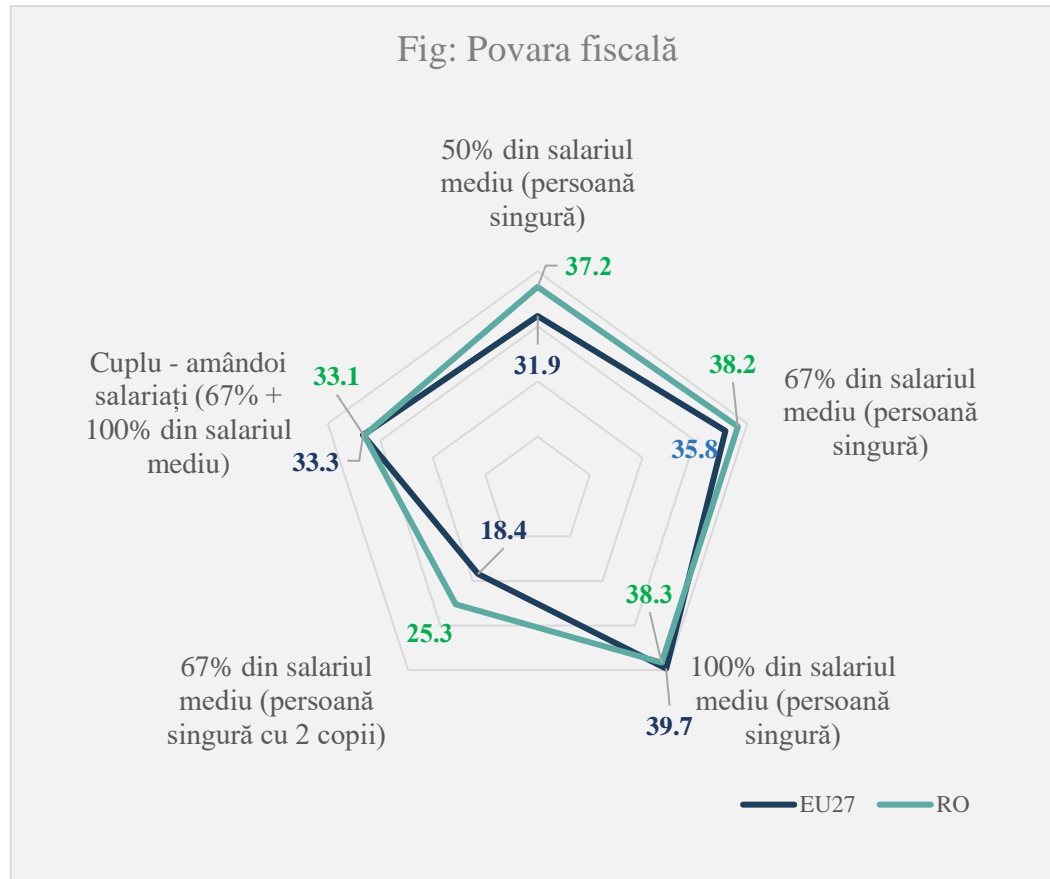 Fig: Povara fiscală
50% din salariul
mediu (persoană
singură)
37.2
31.9
38.2
67% din salariul
mediu (persoană
singură)
35.8
Cuplu - amândoi
salariați (67% +
100% din salariul
mediu)
33.1
33.3
18.4
25.3
38.3
67% din salariul
mediu (persoană
singură cu 2 copii)
100% din salariul
mediu (persoană
singură)
39.7
EU27
RO